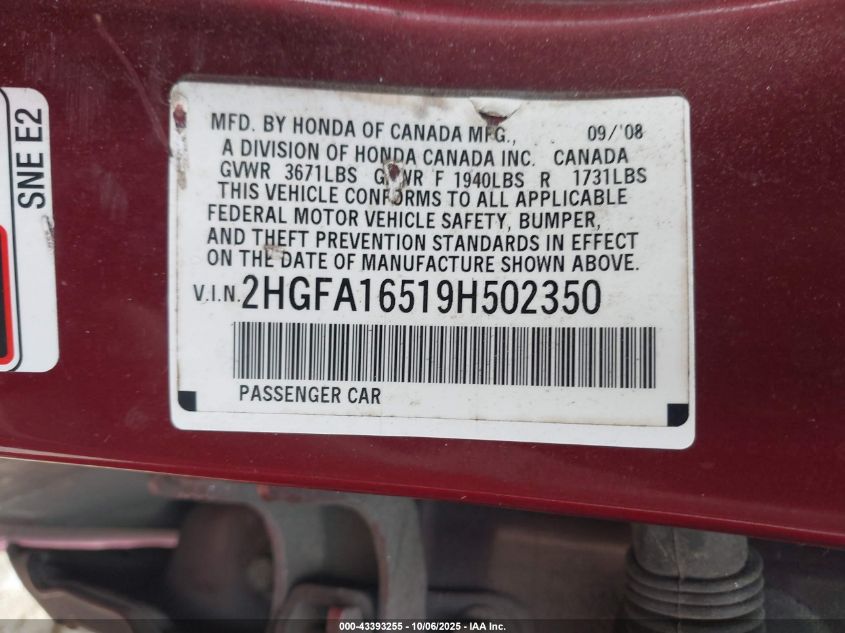 SNE E2
MFD. BY HONDA OF CANADA MFG., 09/'08
A DIVISION OF HONDA CANADA INC. CANADA
GVWR 3671LBS GAWR F 1940LBS R 1731LBS
THIS VEHICLE CONFORMS TO ALL APPLICABLE
FEDERAL MOTOR VEHICLE SAFETY, BUMPER,
AND THEFT PREVENTION STANDARDS IN EFFECT
ON THE DATE OF MANUFACTURE SHOWN ABOVE.
V.I.N. 2HGFA16519H502350
PASSENGER CAR
000-43393255 - 10/06/2025 - IAA Inc.